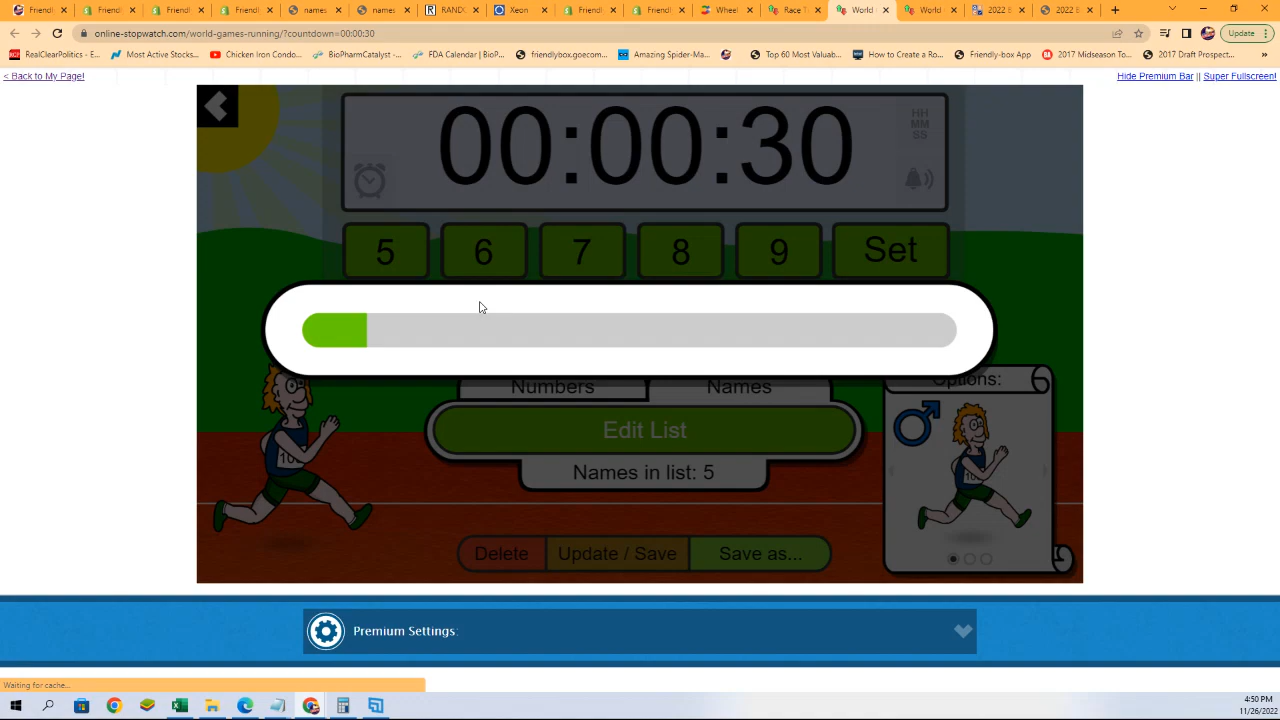 Friendl
Friendl
Friendl
Friendl
names
names
RANDO
Xeon
Friendl
Friendl
Wheel
Race T
World
World
2022 B
2022 B
online-stopwatch.com/world-games-running/?countdown=00:00:30
Update
RealClearPolitics - E...
Most Active Stocks...
Chicken Iron Condo...
BioPharmCatalyst -...
FDA Calendar | BioP...
friendlybox.goecom...
Amazing Spider-Ma...
Top 60 Most Valuab...
How to Create a Ro...
Friendly-box App
2017 Midseason To...
2017 Draft Prospect...
< Back to My Page!
Hide Premium Bar || Super Fullscreen!
00:00:30
HH
MM
SS
5 6 7 8 9 Set
Numbers Names
Options:
Edit List
Names in list: 5
Delete Update / Save Save as...
Premium Settings:
Waiting for cache...
4:50 PM
11/26/2022